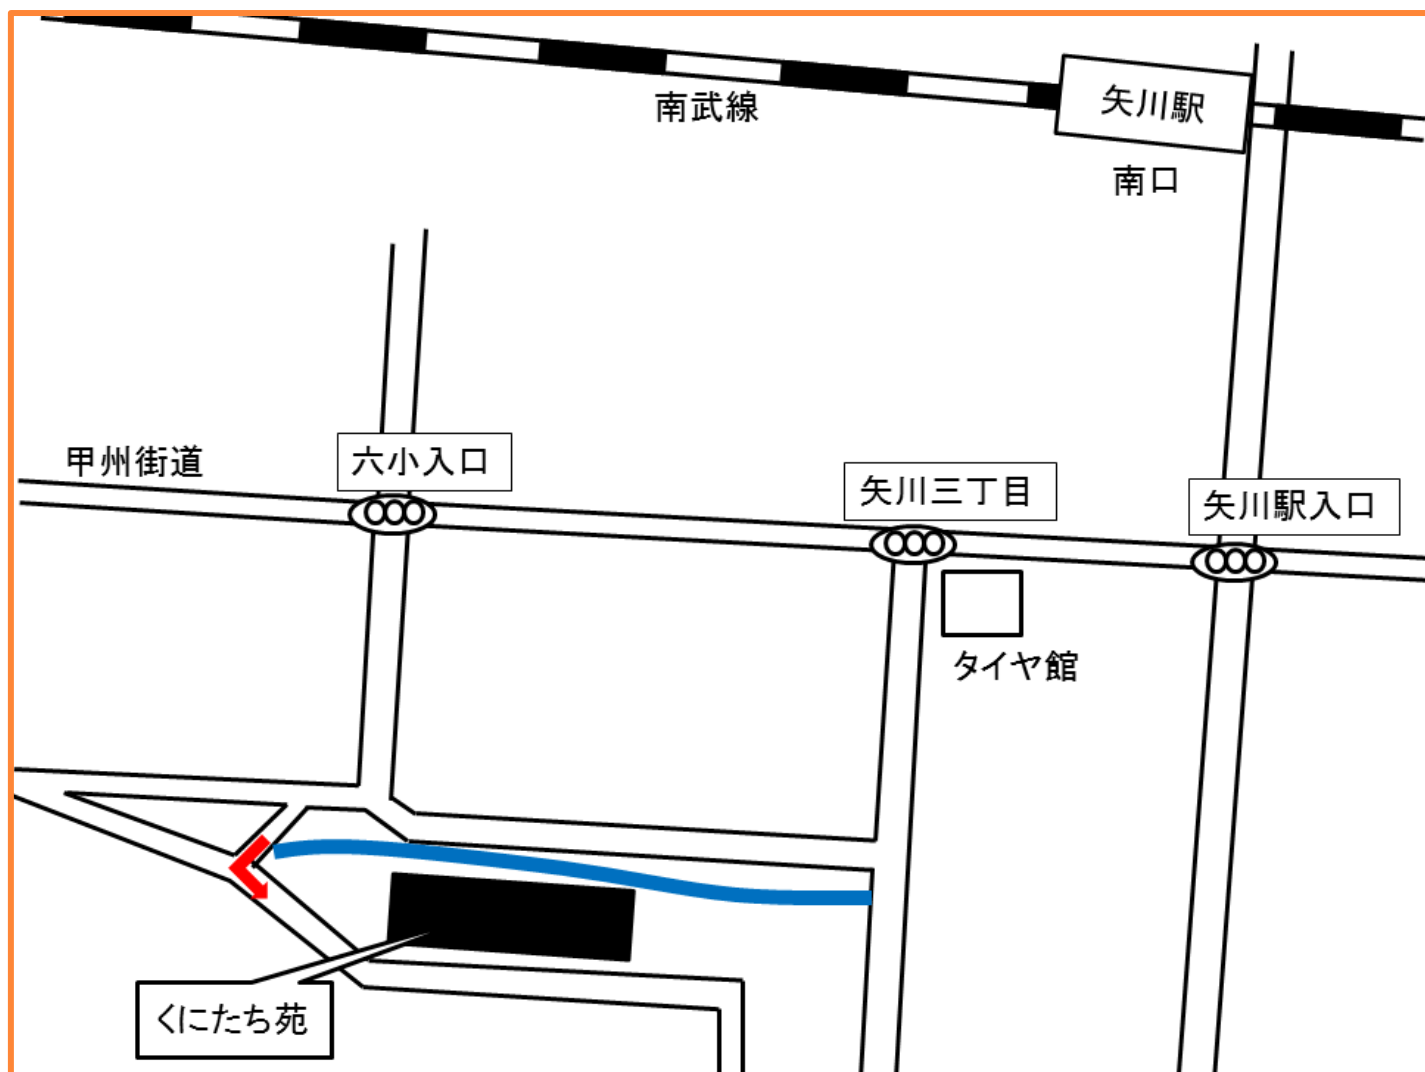 矢川駅
南武線
南口
甲州街道
六小入口
矢川三丁目
矢川駅入口
タイヤ館
くにたち苑